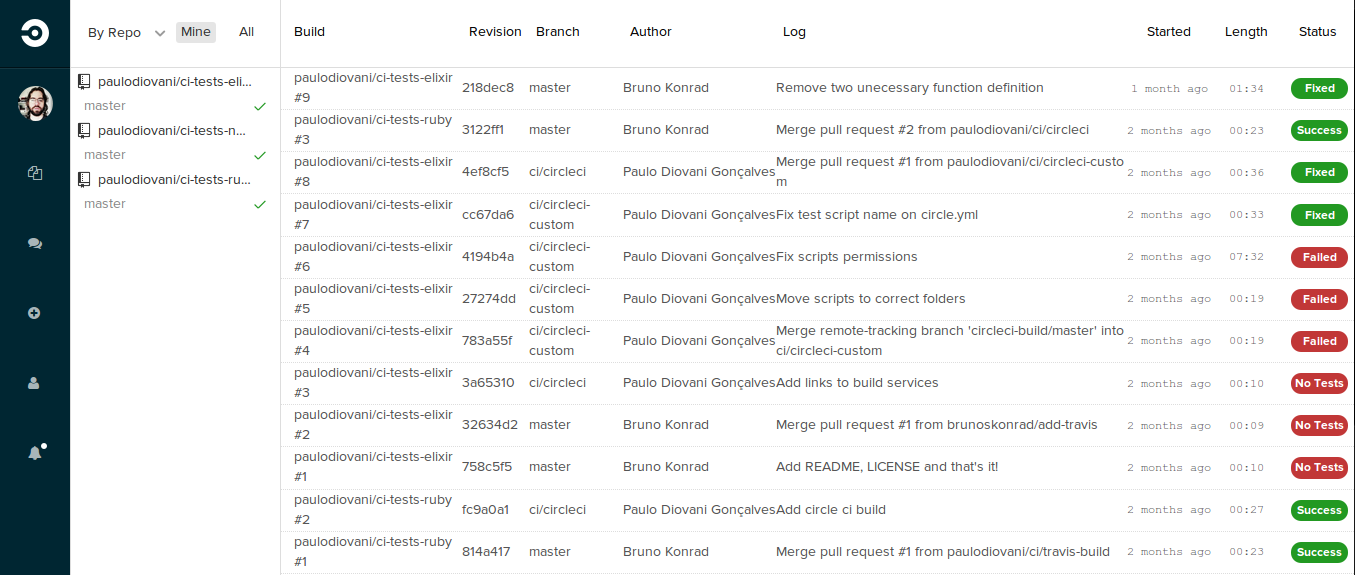 By Repo Mine All
paulodiovani/ci-tests-eli...
master
paulodiovani/ci-tests-n...
master
paulodiovani/ci-tests-ru...
master
Build Revision Branch Author Log Started Length Status
paulodiovani/ci-tests-elixir
#9 218dec8 master Bruno Konrad Remove two unecessary function definition 1 month ago 01:34 Fixed
paulodiovani/ci-tests-ruby
#3 3122ff1 master Bruno Konrad Merge pull request #2 from paulodiovani/ci/circleci 2 months ago 00:23 Success
paulodiovani/ci-tests-elixir Merge pull request #1 from paulodiovani/ci/circleci-custo
#8 4ef8cf5 ci/circleci Paulo Diovani Gonçalves m 2 months ago 00:36 Fixed
paulodiovani/ci-tests-elixir ci/circleci-
#7 cc67da6 custom Paulo Diovani Gonçalves Fix test script name on circle.yml 2 months ago 00:33 Fixed
paulodiovani/ci-tests-elixir ci/circleci-
#6 4194b4a custom Paulo Diovani Gonçalves Fix scripts permissions 2 months ago 07:32 Failed
paulodiovani/ci-tests-elixir ci/circleci-
#5 27274dd custom Paulo Diovani Gonçalves Move scripts to correct folders 2 months ago 00:19 Failed
paulodiovani/ci-tests-elixir ci/circleci- Merge remote-tracking branch 'circleci-build/master' into
#4 783a55f custom Paulo Diovani Gonçalves ci/circleci-custom 2 months ago 00:19 Failed
paulodiovani/ci-tests-elixir
#3 3a65310 ci/circleci Paulo Diovani Gonçalves Add links to build services 2 months ago 00:10 No Tests
paulodiovani/ci-tests-elixir
#2 32634d2 master Bruno Konrad Merge pull request #1 from brunoskonrad/add-travis 2 months ago 00:09 No Tests
paulodiovani/ci-tests-elixir
#1 758c5f5 master Bruno Konrad Add README, LICENSE and that's it! 2 months ago 00:10 No Tests
paulodiovani/ci-tests-ruby
#2 fc9a0a1 ci/circleci Paulo Diovani Gonçalves Add circle ci build 2 months ago 00:27 Success
paulodiovani/ci-tests-ruby
#1 814a417 master Bruno Konrad Merge pull request #1 from paulodiovani/ci/travis-build 2 months ago 00:23 Success